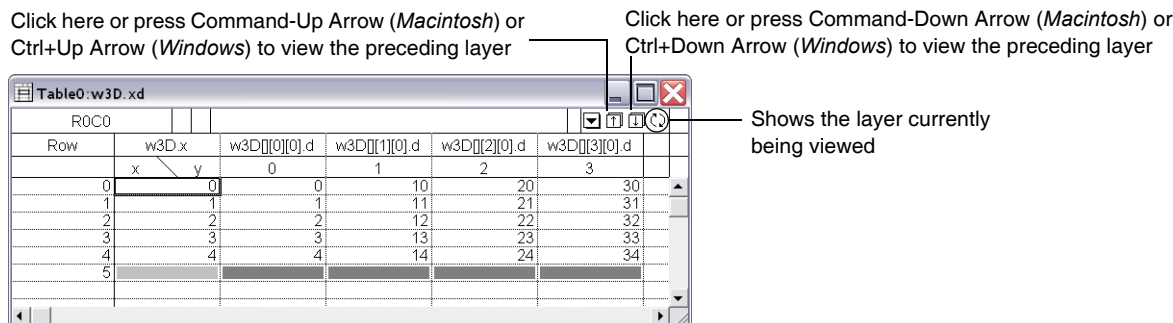 Click here or press Command-Up Arrow (Macintosh) or
Ctrl+Up Arrow (Windows) to view the preceding layer
Click here or press Command-Down Arrow (Macintosh) or
Ctrl+Down Arrow (Windows) to view the preceding layer
Table0:w3D.xd
R0C0
Shows the layer currently
being viewed
Row w3D.x w3D[][0][0].d w3D[][1][0].d w3D[][2][0].d w3D[][3][0].d
x y 0 1 2 3
0 0 0 10 20 30
1 1 1 11 21 31
2 2 2 12 22 32
3 3 3 13 23 33
4 4 4 14 24 34
5